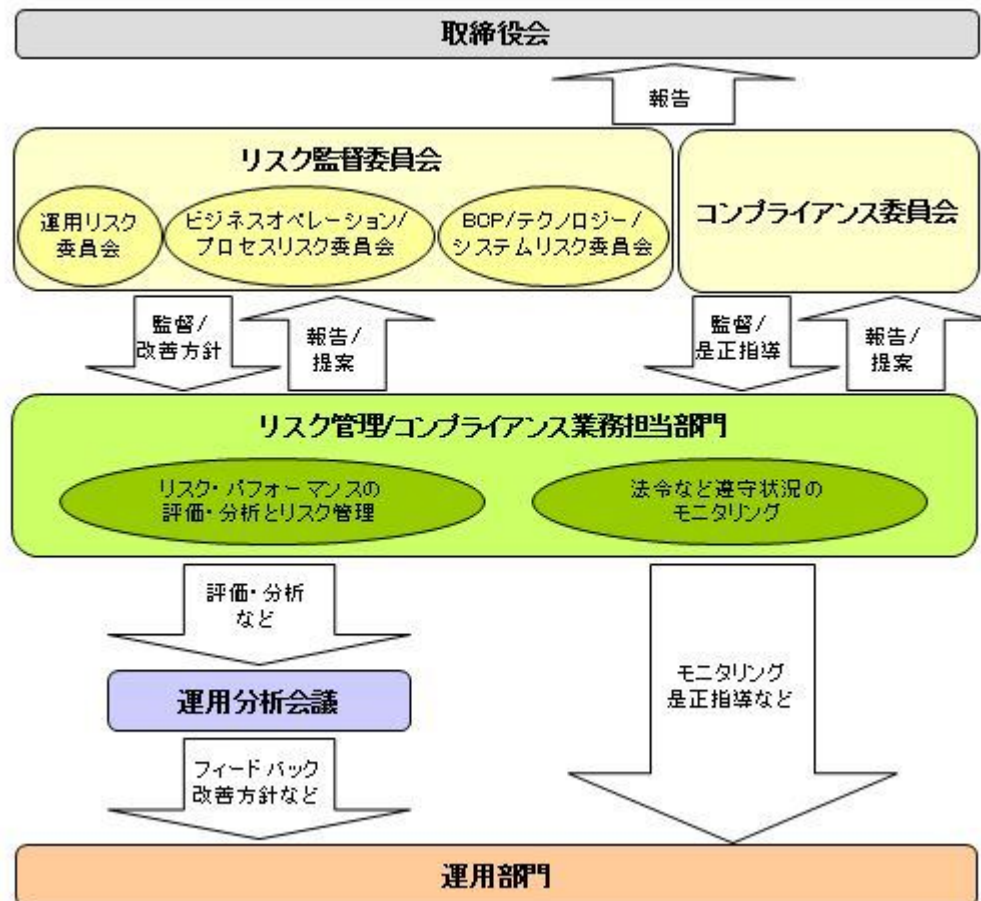 取締役会
報告
リスク監督委員会
運用リスク
委員会
ビジネスオペレーション/
プロセスリスク委員会
BCP/テクノロジー/
システムリスク委員会
コンプライアンス委員会
監督/
改善方針
報告/
提案
監督/
是正指導
報告/
提案
リスク管理/コンプライアンス業務担当部門
リスク・パフォーマンスの
評価・分析とリスク管理
法令など遵守状況の
モニタリング
評価・分析
など
運用分析会議
モニタリング
是正指導など
フィードバック
改善方針など
運用部門